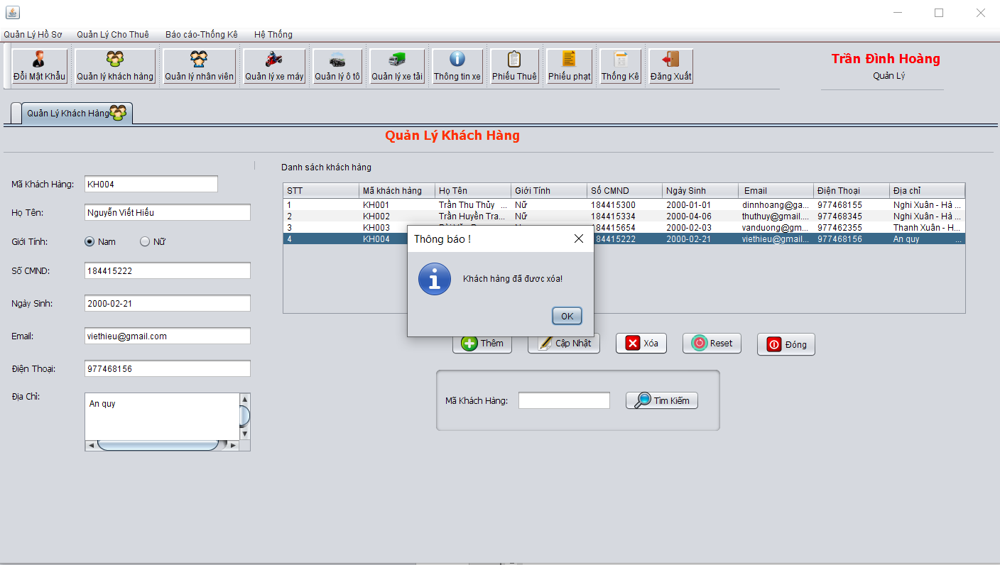 Quản Lý Hồ Sơ Quản Lý Cho Thuê Báo cáo-Thống Kê Hệ Thống
Đổi Mật Khẩu Quản lý khách hàng Quản lý nhân viên Quản lý xe máy Quản lý ô tô Quản lý xe tải Thông tin xe Phiếu Thuê Phiếu phạt Thống Kê Đăng Xuất
Trần Đình Hoàng
Quản Lý
Quản Lý Khách Hàng
Quản Lý Khách Hàng
Mã Khách Hàng: KH004
Họ Tên: Nguyễn Viết Hiếu
Giới Tính: Nam Nữ
Số CMND: 184415222
Ngày Sinh: 2000-02-21
Email: viethieu@gmail.com
Điện Thoại: 977468156
Địa Chỉ: An quy
Danh sách khách hàng
STT Mã khách hàng Họ Tên Giới Tính Số CMND Ngày Sinh Email Điện Thoại Địa chỉ
1 KH001 Trần Thu Thủy ... Nữ 184415300 2000-01-01 dinnhoang@ga... 977468155 Nghi Xuân - Hà ...
2 KH002 Trần Huyền Tra... Nữ 184415334 2000-04-06 thuthuy@gmail.... 977468345 Nghi Xuân - Hà ...
3 KH003 184415654 2000-02-03 vanduong@gm... 977462355 Thanh Xuân - H...
4 KH004 184415222 2000-02-21 viethieu@gmail... 977468156 An quy ...
Thông báo !
Khách hàng đã được xóa!
OK
Thêm Cập Nhật Xóa Reset Đóng
Mã Khách Hàng: Tìm Kiếm